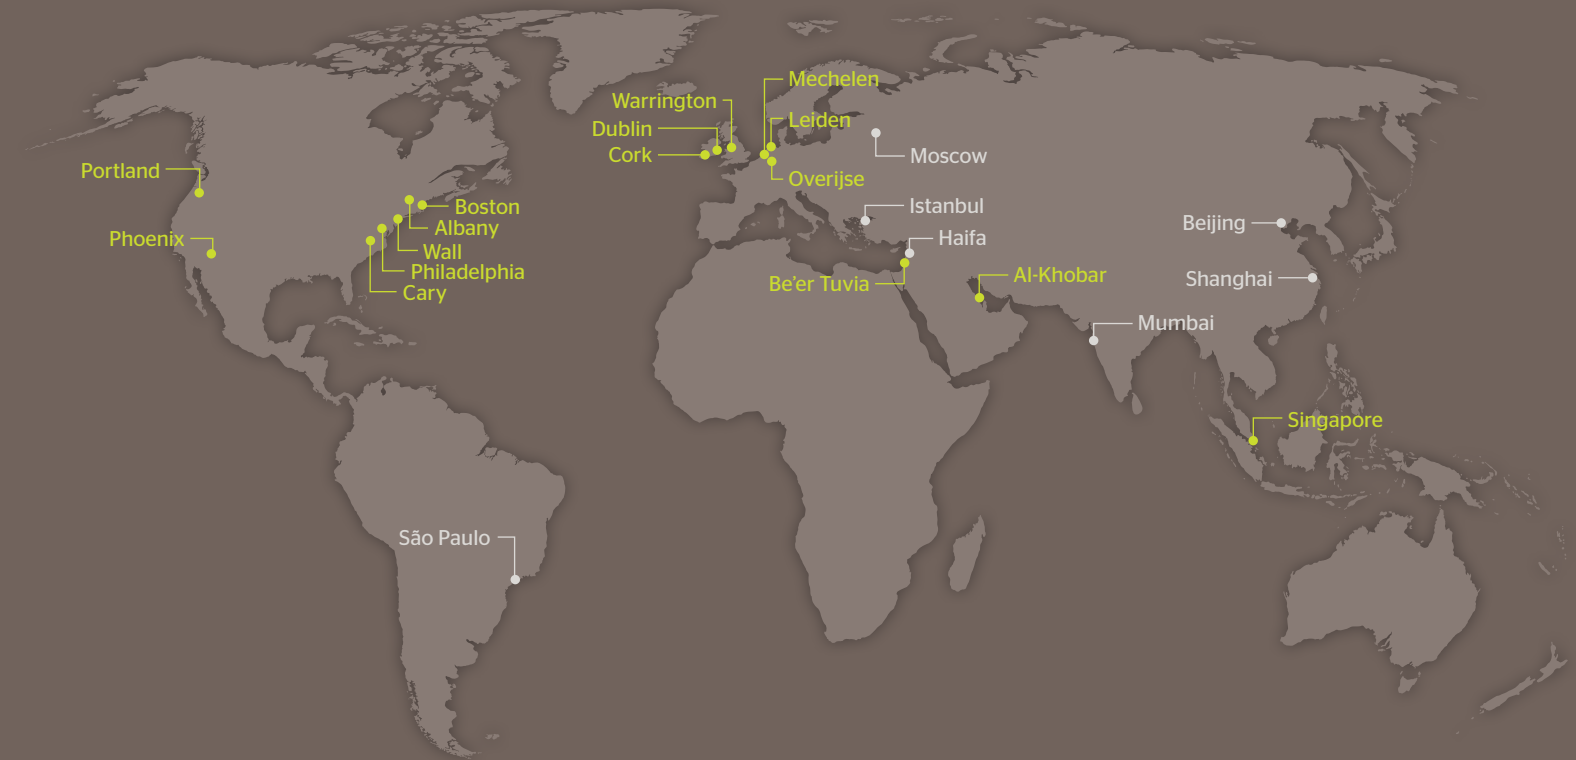 Mechelen
Warrington
Leiden
Dublin
Cork
Moscow
Portland
Overijse
Boston
Istanbul
Albany
Beijing
Phoenix
Haifa
Wall
Philadelphia
Al-Khobar
Shanghai
Be'er Tuvia
Cary
Mumbai
Singapore
São Paulo